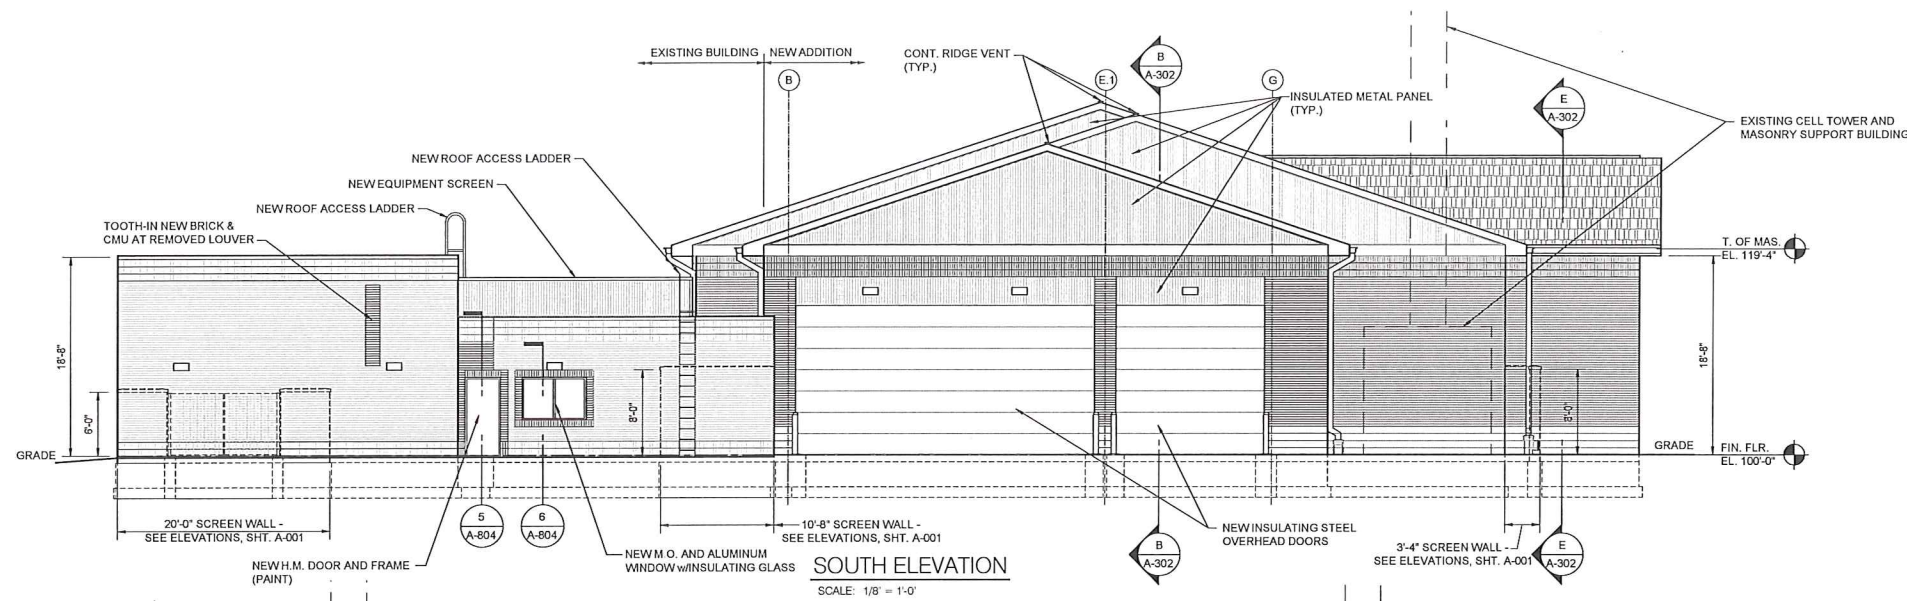 EXISTING BUILDING
NEW ADDITION
CONT. RIDGE VENT
(TYP.)
B
A-302
B
E.1
G
INSULATED METAL PANEL
(TYP.)
E
A-302
EXISTING CELL TOWER AND
MASONRY SUPPORT BUILDING
NEW ROOF ACCESS LADDER
NEW EQUIPMENT SCREEN
NEW ROOF ACCESS LADDER
TOOTH-IN NEW BRICK &
CMU AT REMOVED LOUVER
T. OF MAS.
EL. 119'-4"
18'-8"
6'-0"
8'-0"
8'-0"
18'-8"
GRADE
GRADE
FIN. FLR.
EL. 100'-0"
20'-0" SCREEN WALL -
SEE ELEVATIONS, SHT. A-001
5
A-804
6
A-804
10'-8" SCREEN WALL -
SEE ELEVATIONS, SHT. A-001
NEW INSULATING STEEL
OVERHEAD DOORS
B
A-302
3'-4" SCREEN WALL -
SEE ELEVATIONS, SHT. A-001
E
A-302
NEW H.M. DOOR AND FRAME
(PAINT)
NEW M.O. AND ALUMINUM
WINDOW w/INSULATING GLASS
SOUTH ELEVATION
SCALE: 1/8" = 1'-0"